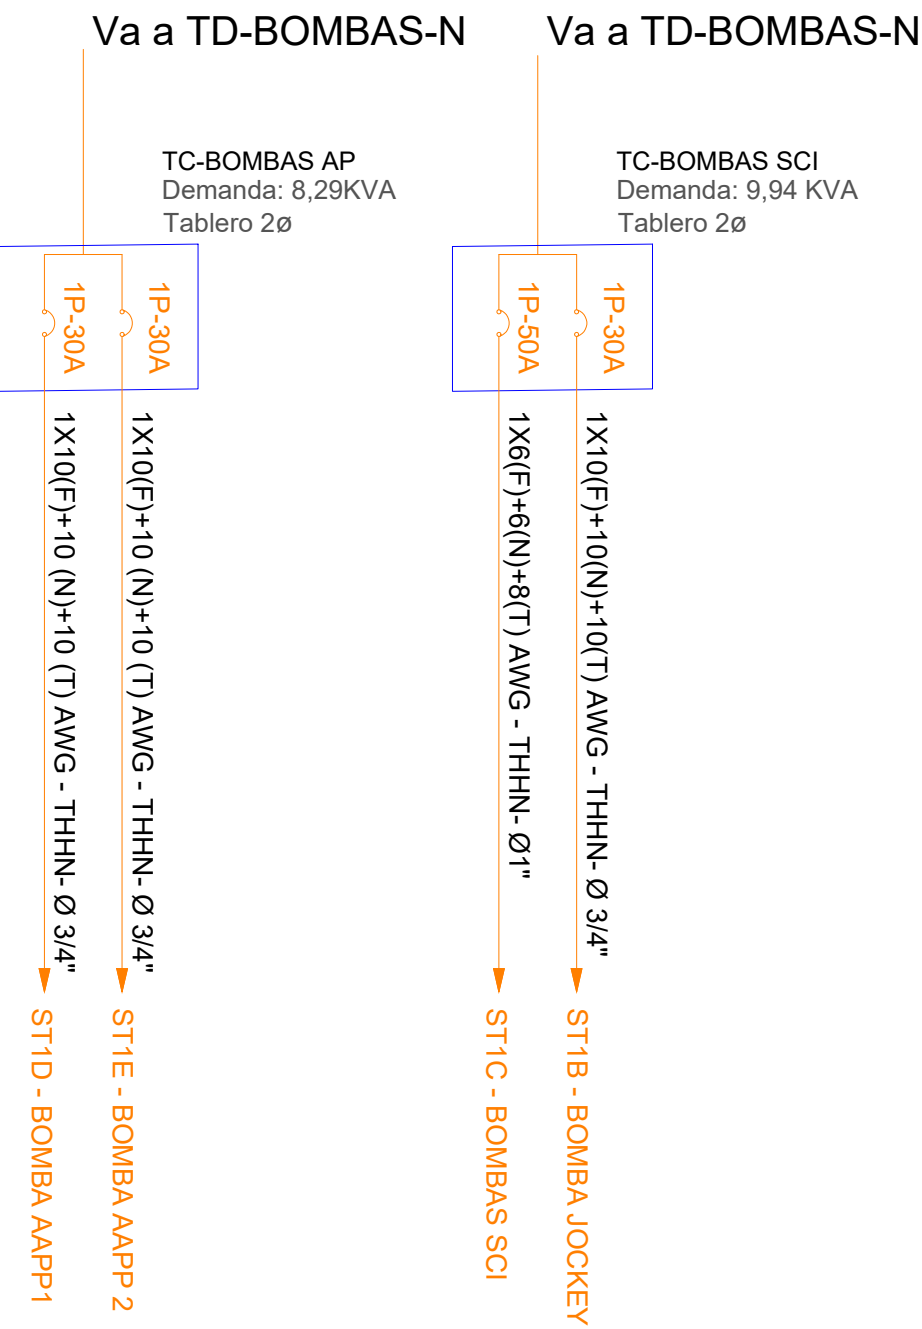 Va a TD-BOMBAS-N
Va a TD-BOMBAS-N
TC-BOMBAS AP
Demanda: 8,29KVA
Tablero 2ø
TC-BOMBAS SCI
Demanda: 9,94 KVA
Tablero 2ø
1P-30A
1P-30A
1P-50A
1P-30A
1X10(F)+10 (N)+10 (T) AWG - THHN- Ø 3/4"
1X10(F)+10 (N)+10 (T) AWG - THHN- Ø 3/4"
1X6(F)+6(N)+8(T) AWG - THHN- Ø1"
1X10(F)+10(N)+10(T) AWG - THHN- Ø 3/4"
ST1D - BOMBA AAPP1
ST1E - BOMBA AAPP 2
ST1C - BOMBAS SCI
ST1B - BOMBA JOCKEY